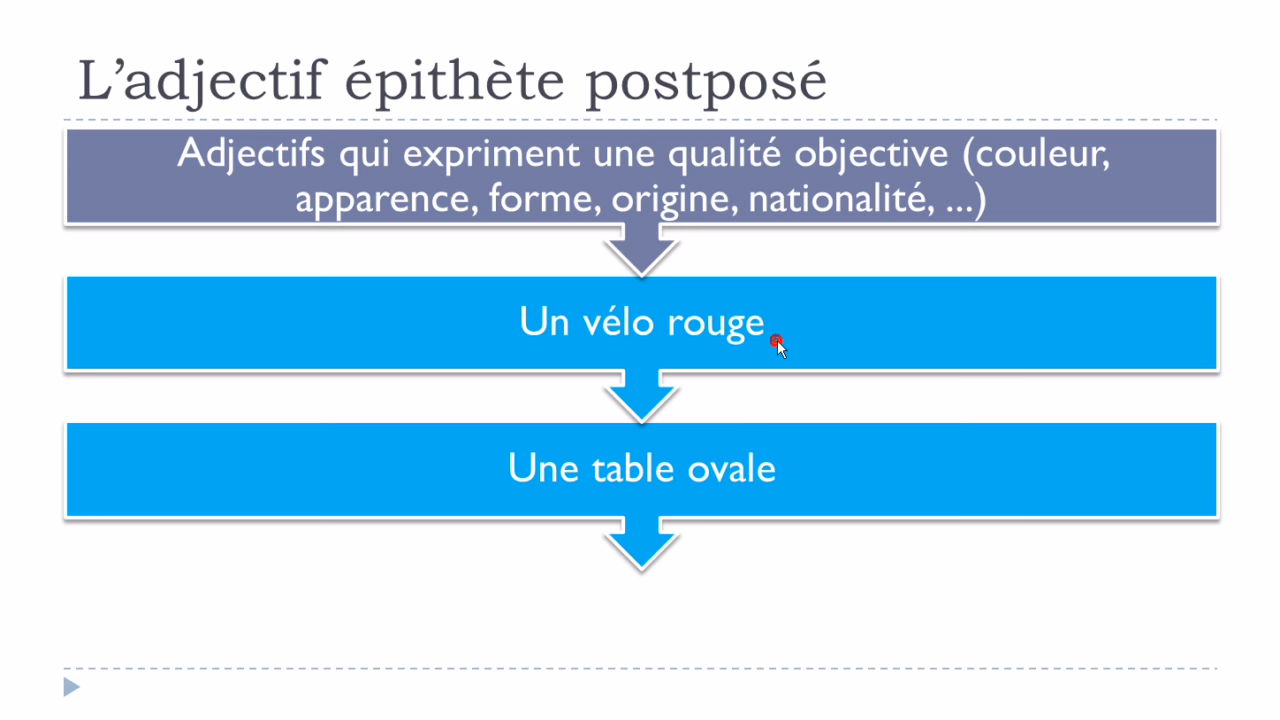 L’adjectif épithète postposé
Adjectifs qui expriment une qualité objective (couleur,
apparence, forme, origine, nationalité, ...)
Un vélo rouge
Une table ovale